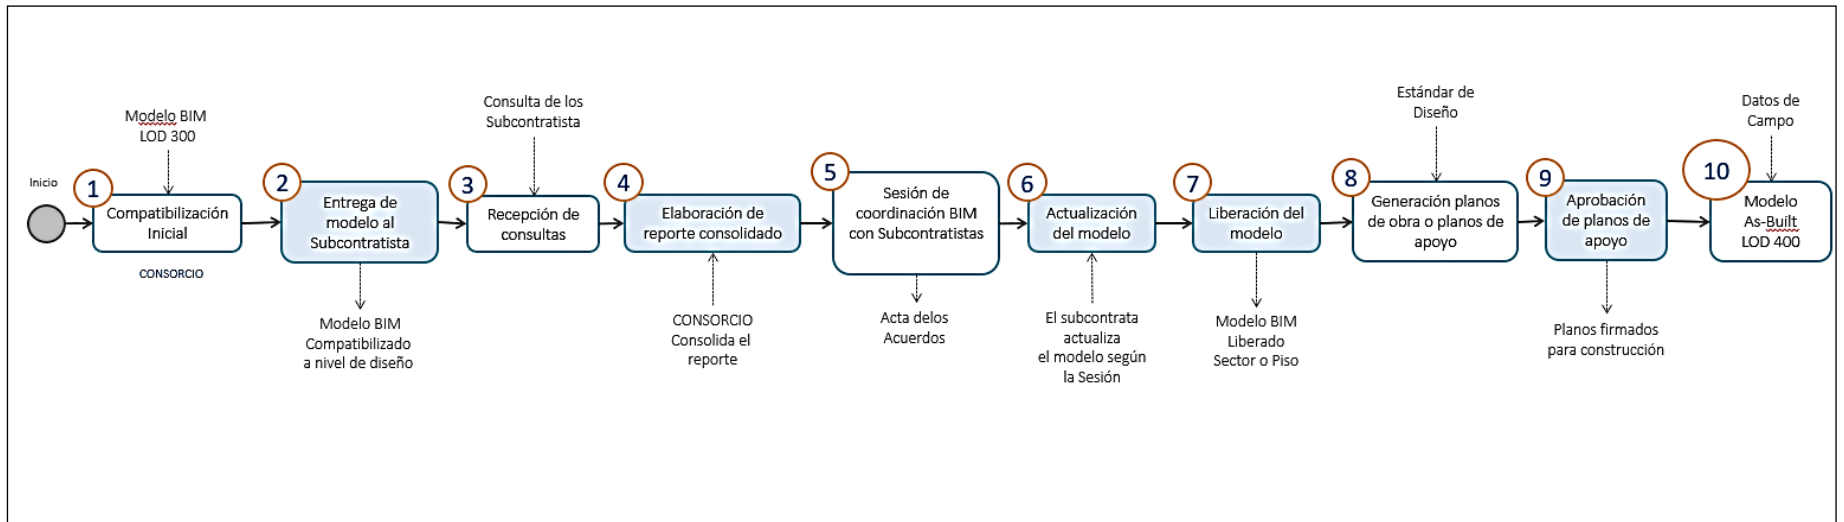 Inicio
1
Modelo BIM
LOD 300
Compatibilización
Inicial
CONSORCIO
2
Entrega de
modelo al
Subcontratista
Modelo BIM
Compatibilizado
a nivel de diseño
3
Consulta de los
Subcontratista
Recepción de
consultas
4
Elaboración de
reporte consolidado
CONSORCIO
Consolida el
reporte
5
Sesión de
coordinación BIM
con Subcontratistas
Acta delos
Acuerdos
6
Actualización
del modelo
El subcontrata
actualiza
el modelo según
la Sesión
7
Liberación del
modelo
Modelo BIM
Liberado
Sector o Piso
8
Estándar de
Diseño
Generación planos
de obra o planos de
apoyo
9
Aprobación
de planos de
apoyo
Planos firmados
para construcción
10
Datos de
Campo
Modelo
As-Built
LOD 400